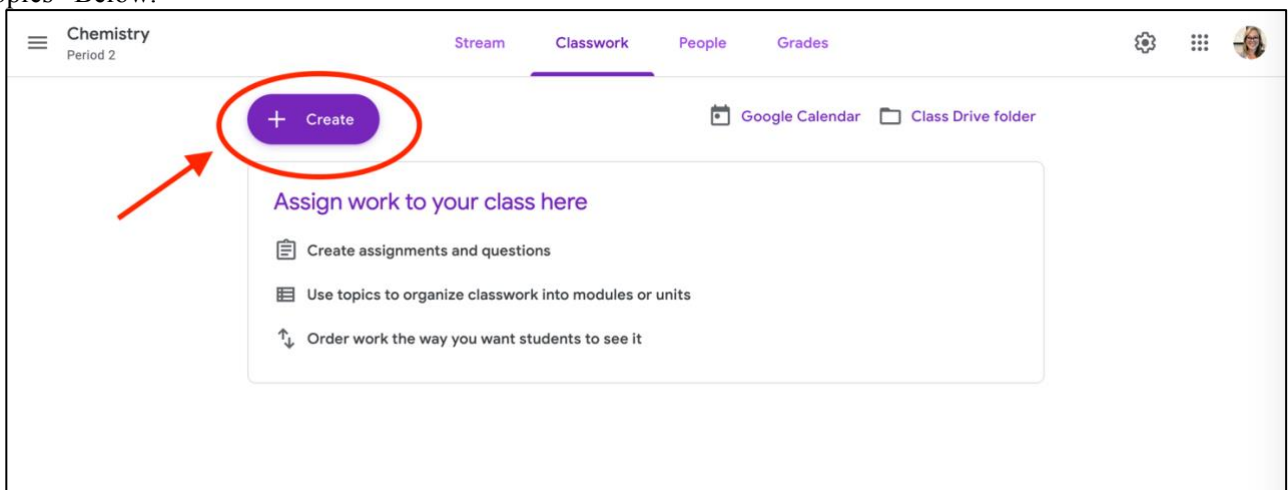 Below.
Chemistry
Period 2
Stream Classwork People Grades
+ Create
Google Calendar Class Drive folder
Assign work to your class here
Create assignments and questions
Use topics to organize classwork into modules or units
Order work the way you want students to see it